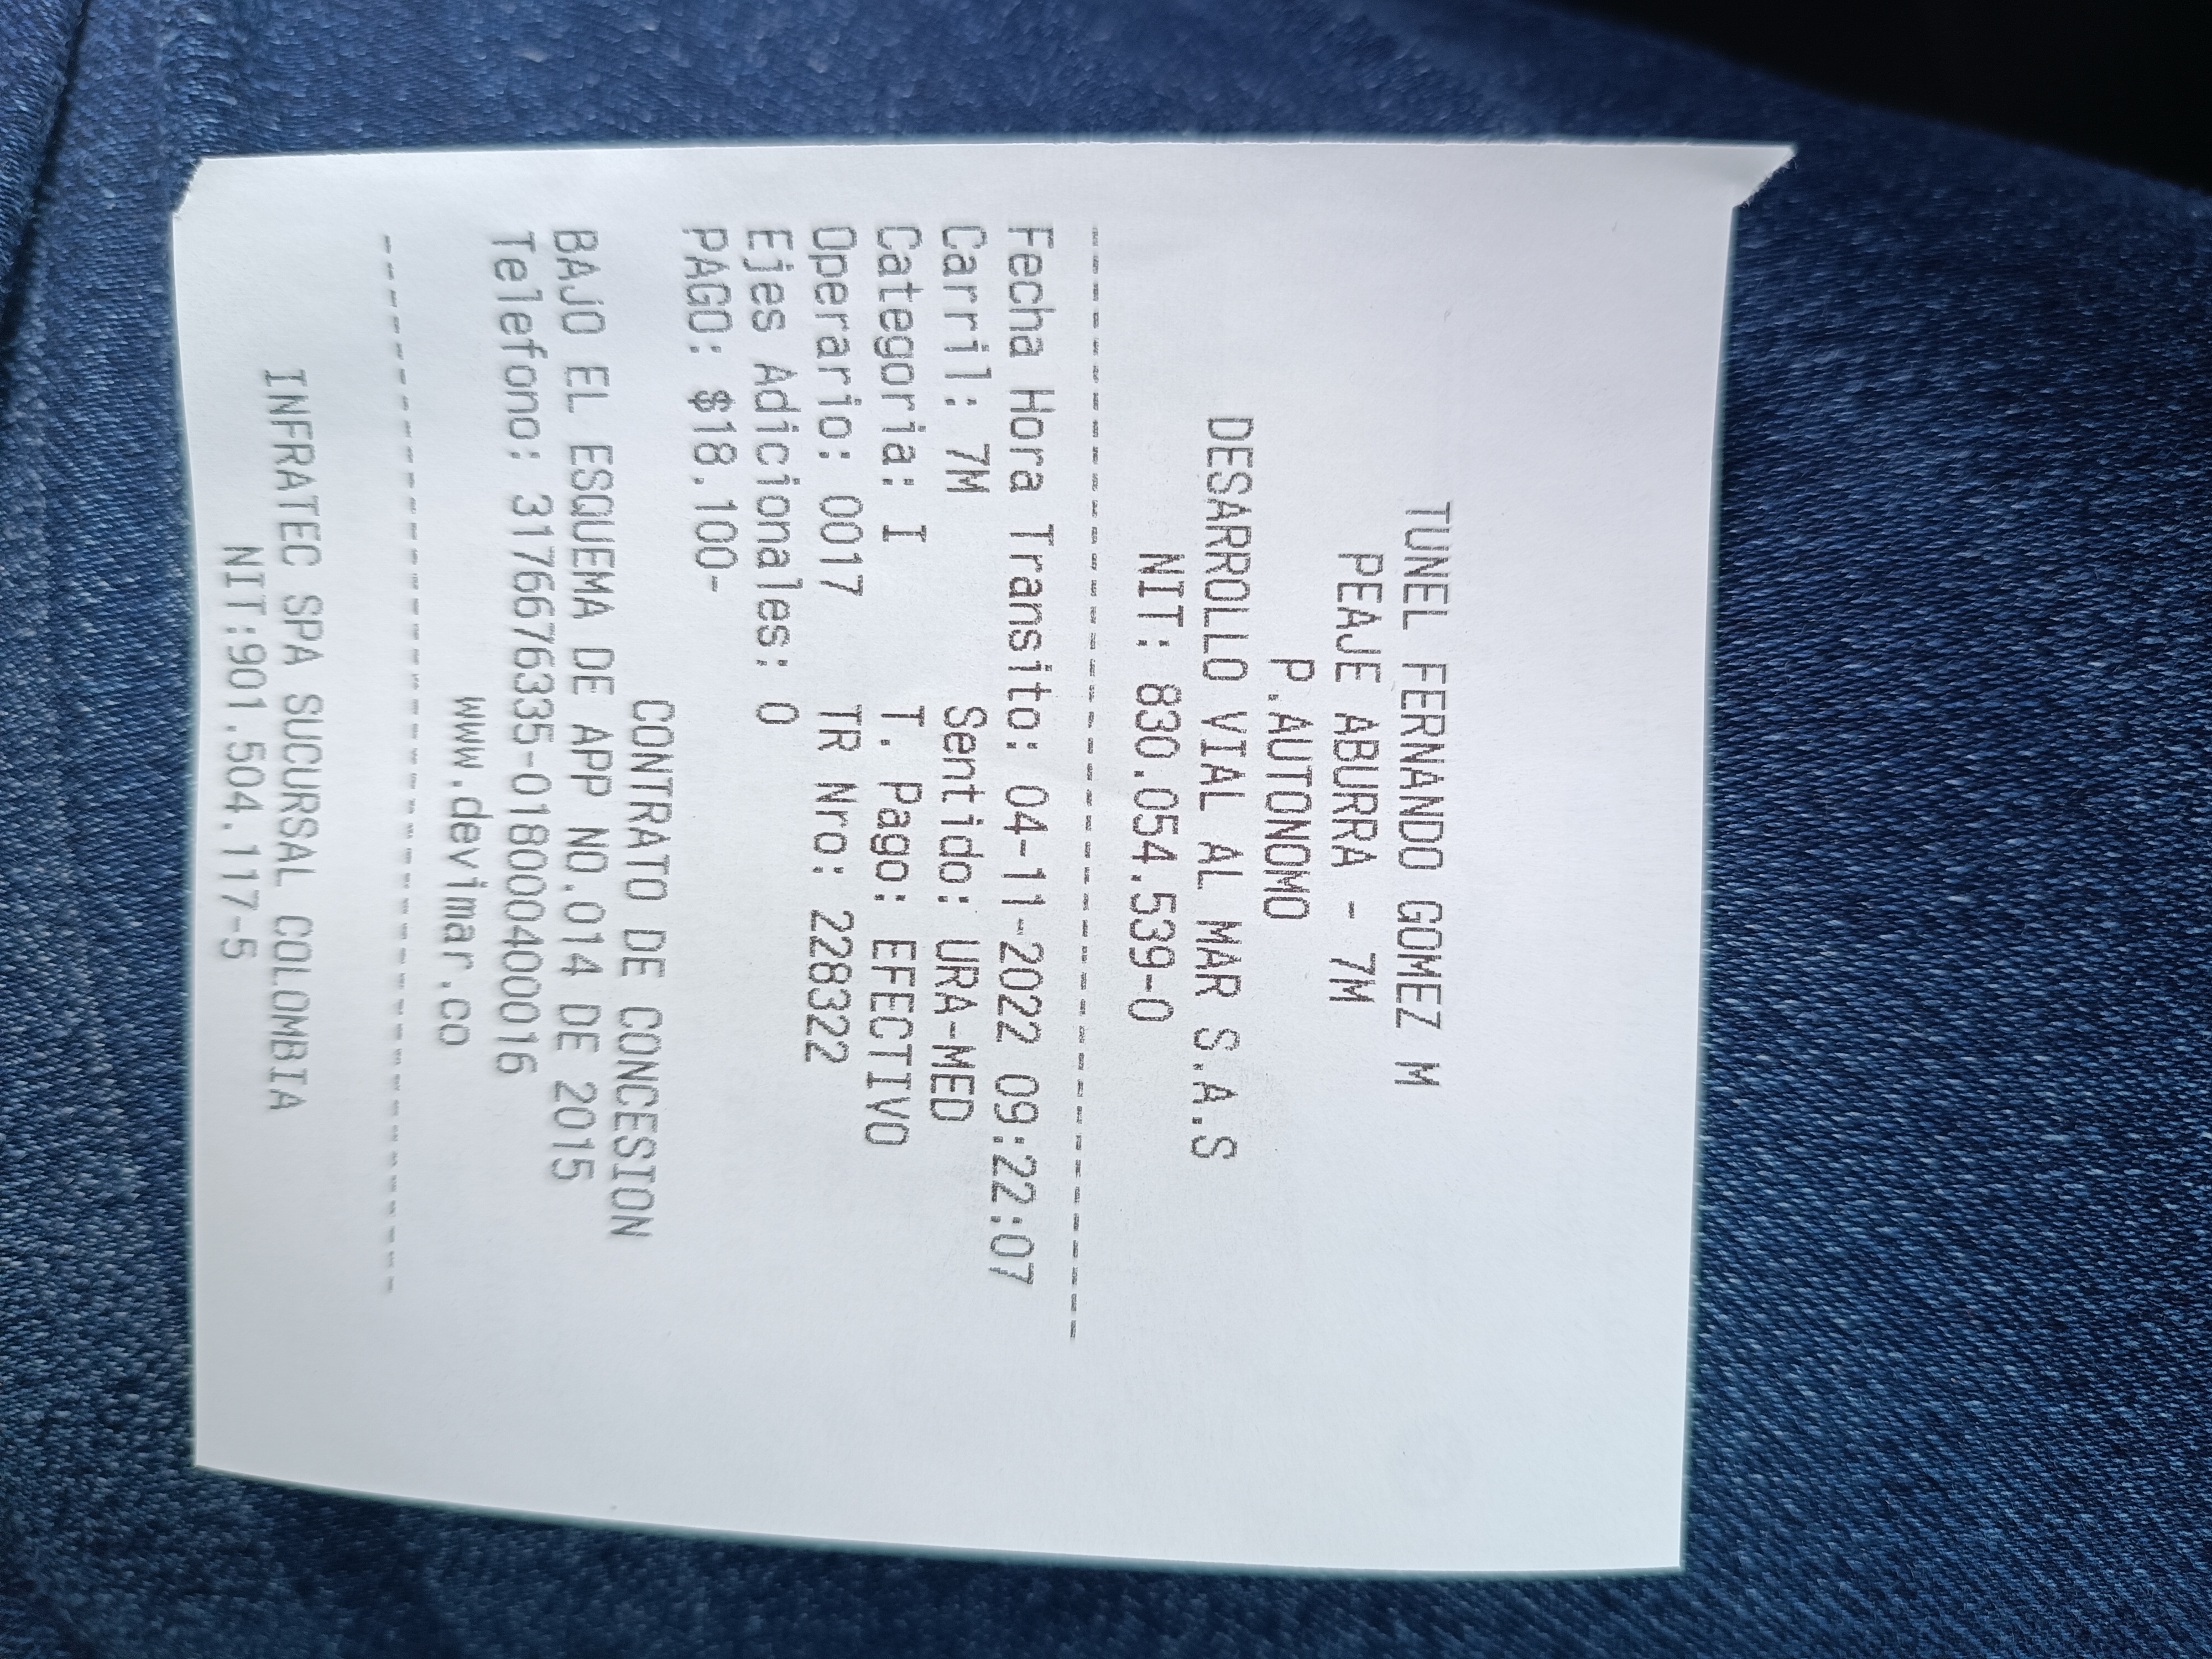 TUNEL FERNANDO GOMEZ M
PEAJE ABURRA - 7M
P.AUTONOMO
DESARROLLO VIAL AL MAR S.A.S
NIT: 830.054.539-0
----------------------------------------
Fecha Hora Transito: 04-11-2022 09:22:07
Carril: 7M Sentido: URA-MED
Categoria: I T. Pago: EFECTIVO
Operario: 0017 TR Nro: 228322
Ejes Adicionales: 0
PAGO: $18.100-
CONTRATO DE CONCESION
BAJO EL ESQUEMA DE APP NO.014 DE 2015
Telefono: 3176676335-018000400016
www.devimar.co
----------------------------------------
INFRATEC SPA SUCURSAL COLOMBIA
NIT:901.504.117-5